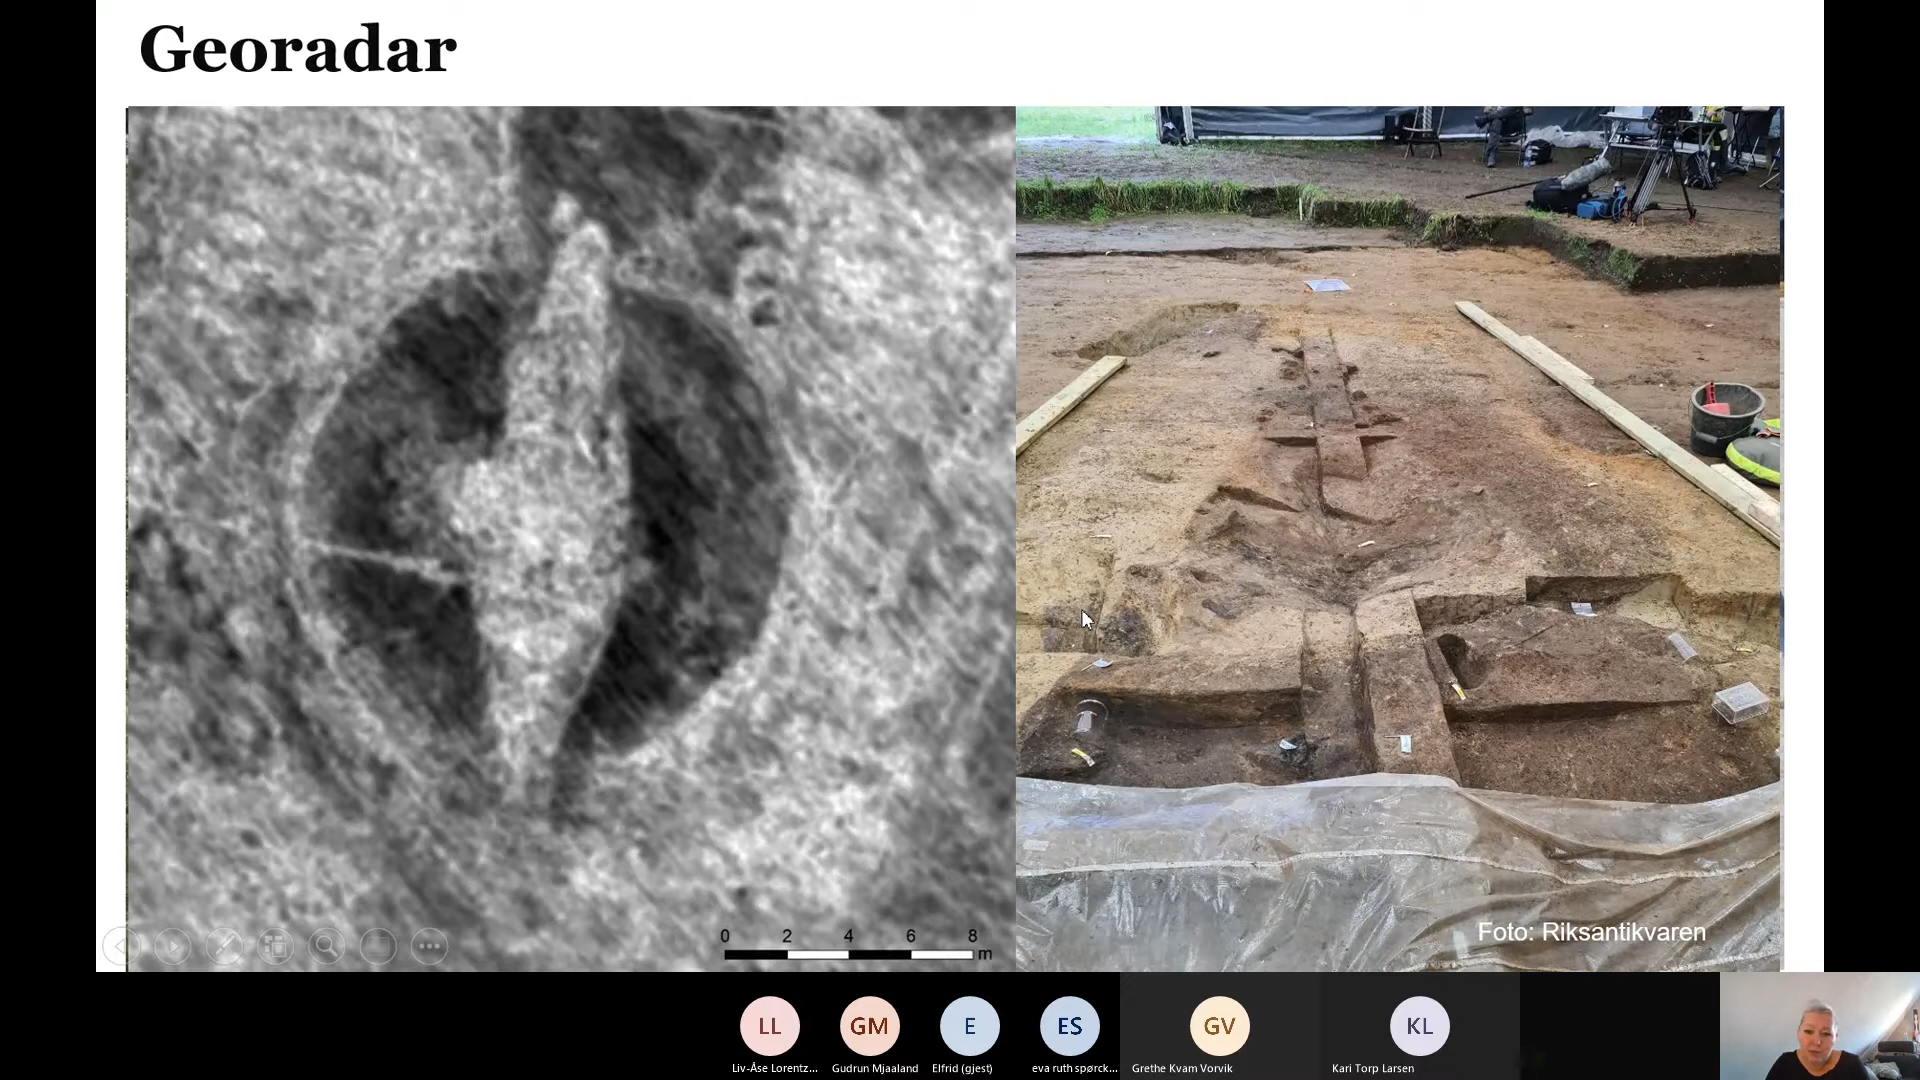 Georadar
0 2 4 6 8
m
Foto: Riksantikvaren
LL GM E ES GV KL
Liv-Åse Lorentz... Gudrun Mjaaland Elfrid (gjest) eva ruth spørck... Grethe Kvam Vorvik Kari Torp Larsen